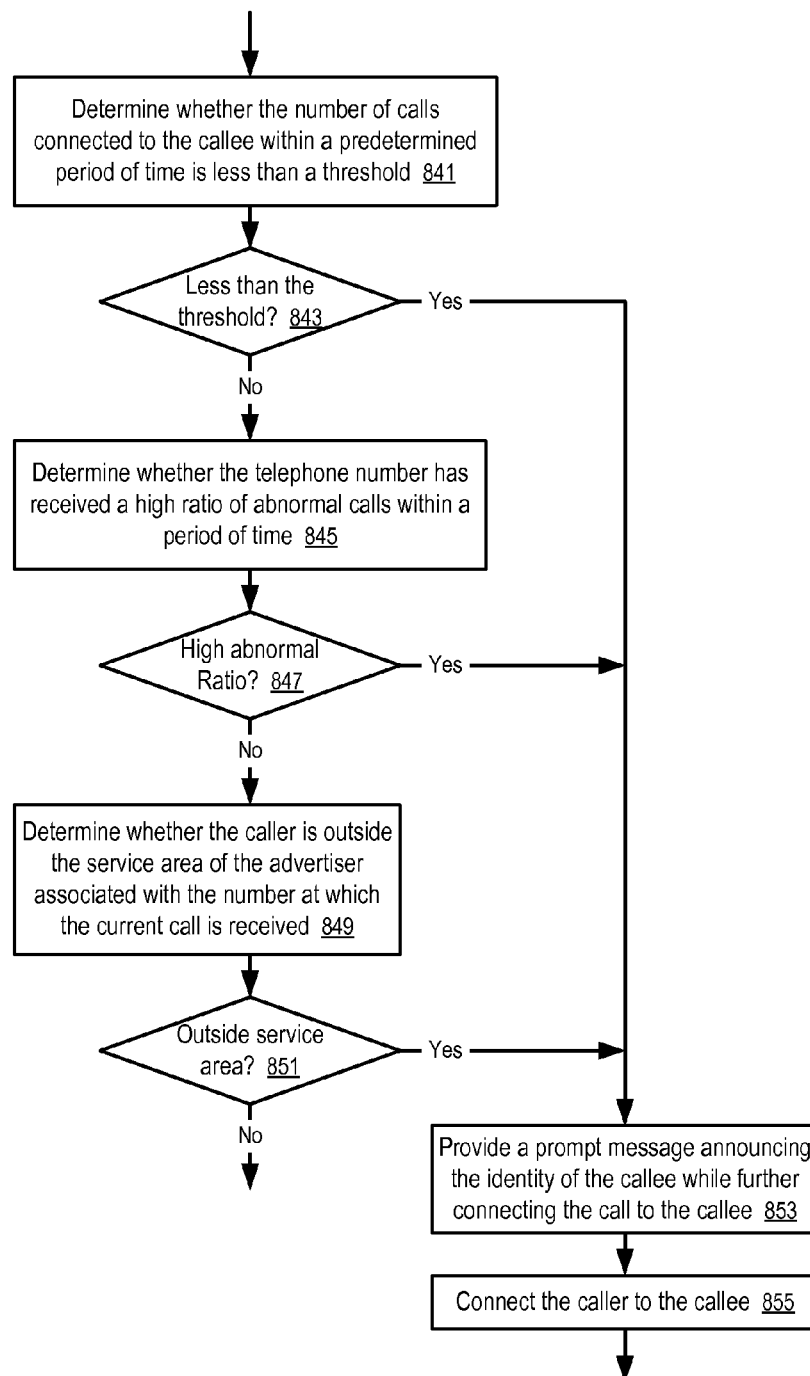 Determine whether the number of calls
connected to the callee within a predetermined
period of time is less than a threshold 841
Less than the
threshold? 843
Yes
No
Determine whether the telephone number has
received a high ratio of abnormal calls within a
period of time 845
High abnormal
Ratio? 847
Yes
No
Determine whether the caller is outside
the service area of the advertiser
associated with the number at which
the current call is received 849
Outside service
area? 851
Yes
No
Provide a prompt message announcing
the identity of the callee while further
connecting the call to the callee 853
Connect the caller to the callee 855